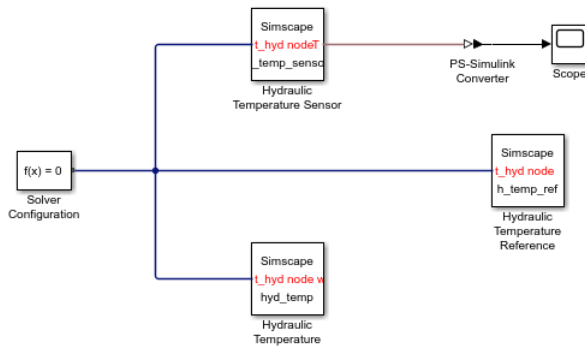 Simscape
t_hyd nodeT
_temp_senso
Hydraulic
Temperature Sensor
PS-Simulink
Converter
Scope
f(x) = 0
Solver
Configuration
Simscape
t_hyd node
h_temp_ref
Hydraulic
Temperature
Reference
Simscape
t_hyd node w
hyd_temp
Hydraulic
Temperature